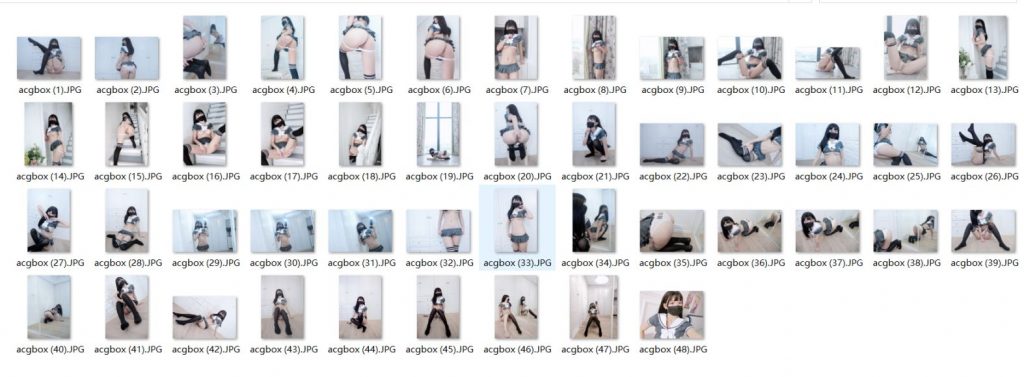 acgbox (1).JPG acgbox (2).JPG acgbox (3).JPG acgbox (4).JPG acgbox (5).JPG acgbox (6).JPG acgbox (7).JPG acgbox (8).JPG acgbox (9).JPG acgbox (10).JPG acgbox (11).JPG acgbox (12).JPG acgbox (13).JPG
acgbox (14).JPG acgbox (15).JPG acgbox (16).JPG acgbox (17).JPG acgbox (18).JPG acgbox (19).JPG acgbox (20).JPG acgbox (21).JPG acgbox (22).JPG acgbox (23).JPG acgbox (24).JPG acgbox (25).JPG acgbox (26).JPG
acgbox (27).JPG acgbox (28).JPG acgbox (29).JPG acgbox (30).JPG acgbox (31).JPG acgbox (32).JPG acgbox (33).JPG acgbox (34).JPG acgbox (35).JPG acgbox (36).JPG acgbox (37).JPG acgbox (38).JPG acgbox (39).JPG
acgbox (40).JPG acgbox (41).JPG acgbox (42).JPG acgbox (43).JPG acgbox (44).JPG acgbox (45).JPG acgbox (46).JPG acgbox (47).JPG acgbox (48).JPG